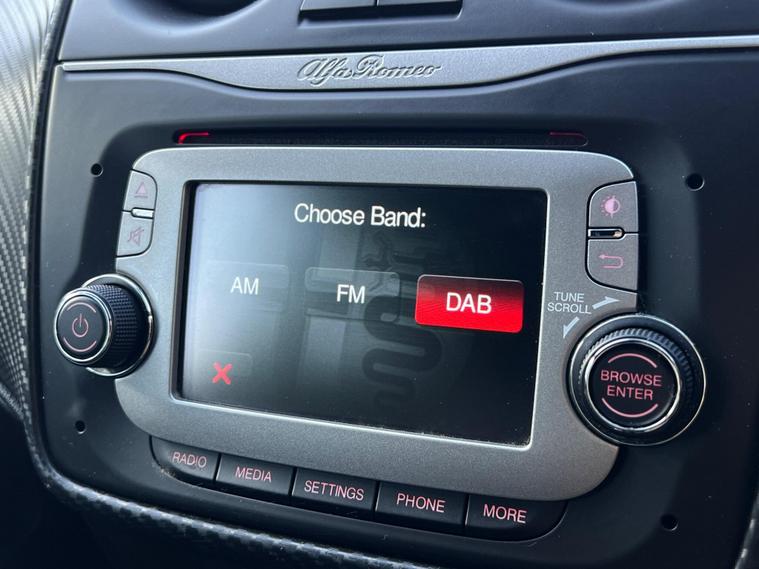 Alfa Romeo
Choose Band:
AM FM DAB
TUNE
SCROLL
BROWSE
ENTER
RADIO MEDIA SETTINGS PHONE MORE